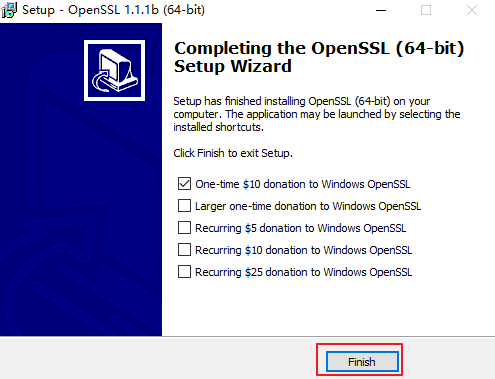 Setup - OpenSSL 1.1.1b (64-bit)
Completing the OpenSSL (64-bit)
Setup Wizard
Setup has finished installing OpenSSL (64-bit) on your
computer. The application may be launched by selecting the
installed shortcuts.
Click Finish to exit Setup.
One-time $10 donation to Windows OpenSSL
Larger one-time donation to Windows OpenSSL
Recurring $5 donation to Windows OpenSSL
Recurring $10 donation to Windows OpenSSL
Recurring $25 donation to Windows OpenSSL
Finish